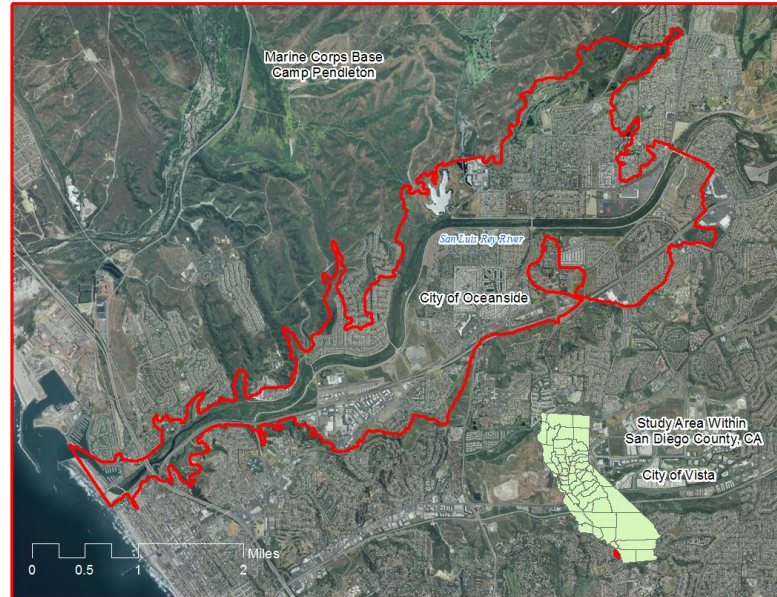 Marine Corps Base
Camp Pendleton
San Luis Rey River
City of Oceanside
Study Area Within
San Diego County, CA
City of Vista
Miles
0 0.5 1 2